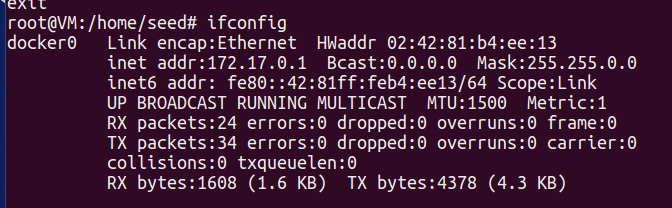 exit
root@VM:/home/seed# ifconfig
docker0   Link encap:Ethernet  HWaddr 02:42:81:b4:ee:13
          inet addr:172.17.0.1  Bcast:0.0.0.0  Mask:255.255.0.0
          inet6 addr: fe80::42:81ff:feb4:ee13/64 Scope:Link
          UP BROADCAST RUNNING MULTICAST  MTU:1500  Metric:1
          RX packets:24 errors:0 dropped:0 overruns:0 frame:0
          TX packets:34 errors:0 dropped:0 overruns:0 carrier:0
          collisions:0 txqueuelen:0
          RX bytes:1608 (1.6 KB)  TX bytes:4378 (4.3 KB)